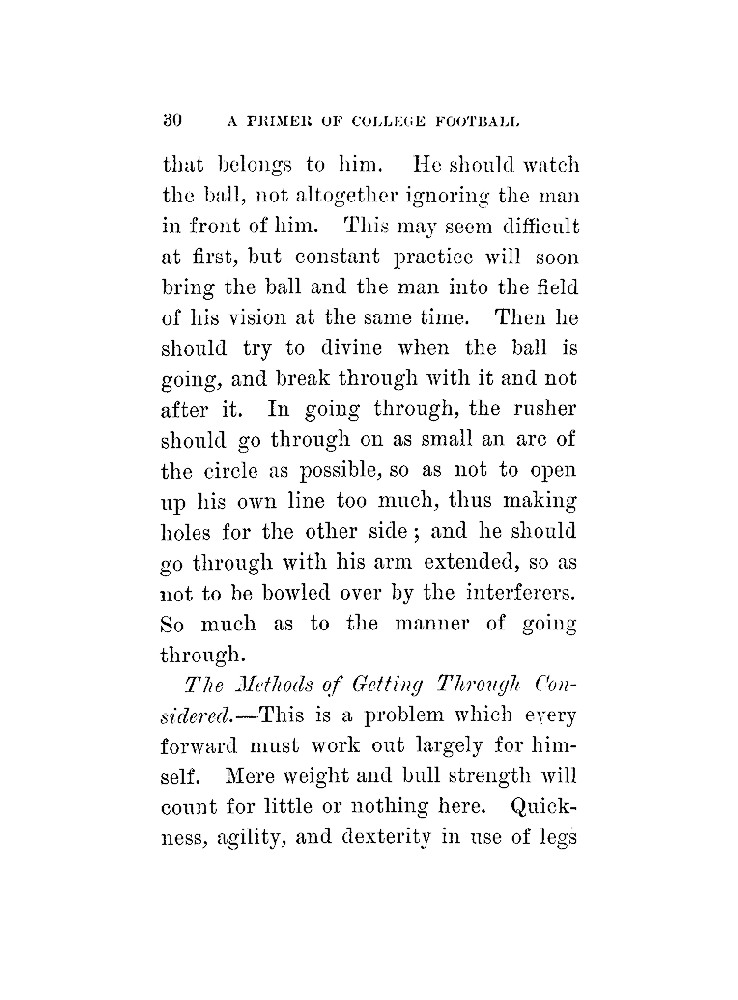 30 A PRIMER OF COLLEGE FOOTBALL
that belongs to him. He should watch
the ball, not altogether ignoring the man
in front of him. This may seem difficult
at first, but constant practice will soon
bring the ball and the man into the field
of his vision at the same time. Then he
should try to divine when the ball is
going, and break through with it and not
after it. In going through, the rusher
should go through on as small an arc of
the circle as possible, so as not to open
up his own line too much, thus making
holes for the other side ; and he should
go through with his arm extended, so as
not to be bowled over by the interferers.
So much as to the manner of going
through.
The Methods of Getting Through Con-
sidered.—This is a problem which every
forward must work out largely for him-
self. Mere weight and bull strength will
count for little or nothing here. Quick-
ness, agility, and dexterity in use of legs